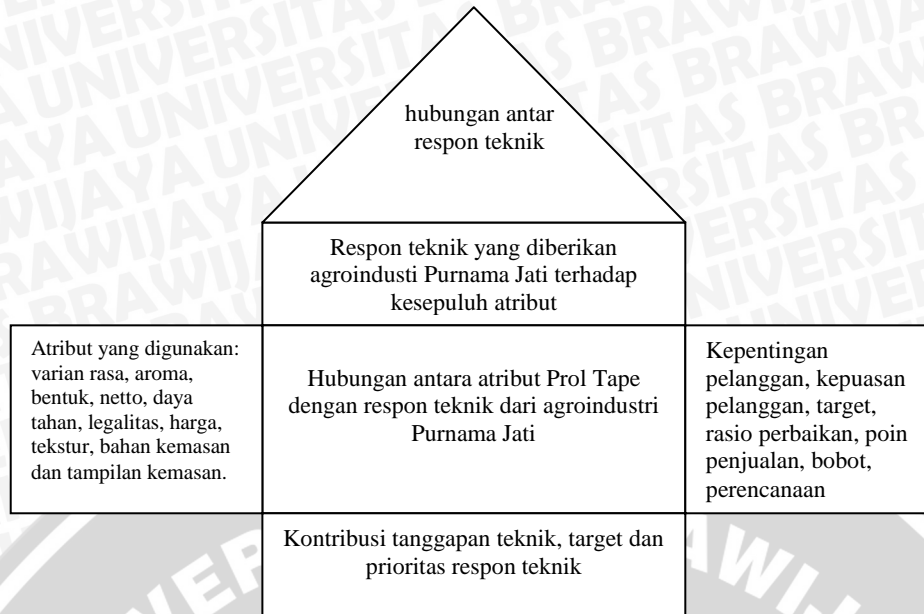 hubungan antar
respon teknik
Respon teknik yang diberikan
agroindusti Purnama Jati terhadap
kesepuluh atribut
Atribut yang digunakan:
varian rasa, aroma,
bentuk, netto, daya
tahan, legalitas, harga,
tekstur, bahan kemasan
dan tampilan kemasan.
Hubungan antara atribut Prol Tape
dengan respon teknik dari agroindustri
Purnama Jati
Kepentingan
pelanggan, kepuasan
pelanggan, target,
rasio perbaikan, poin
penjualan, bobot,
perencanaan
Kontribusi tanggapan teknik, target dan
prioritas respon teknik